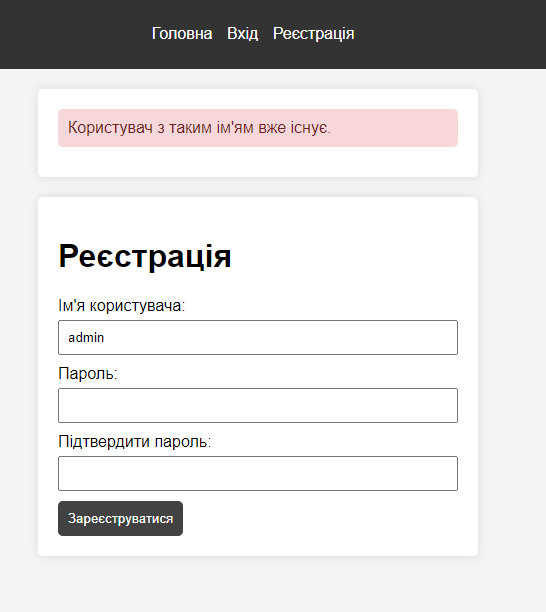 Головна Вхід Реєстрація
Користувач з таким ім'ям вже існує.
Реєстрація
Ім'я користувача:
admin
Пароль:
Підтвердити пароль:
Зареєструватися